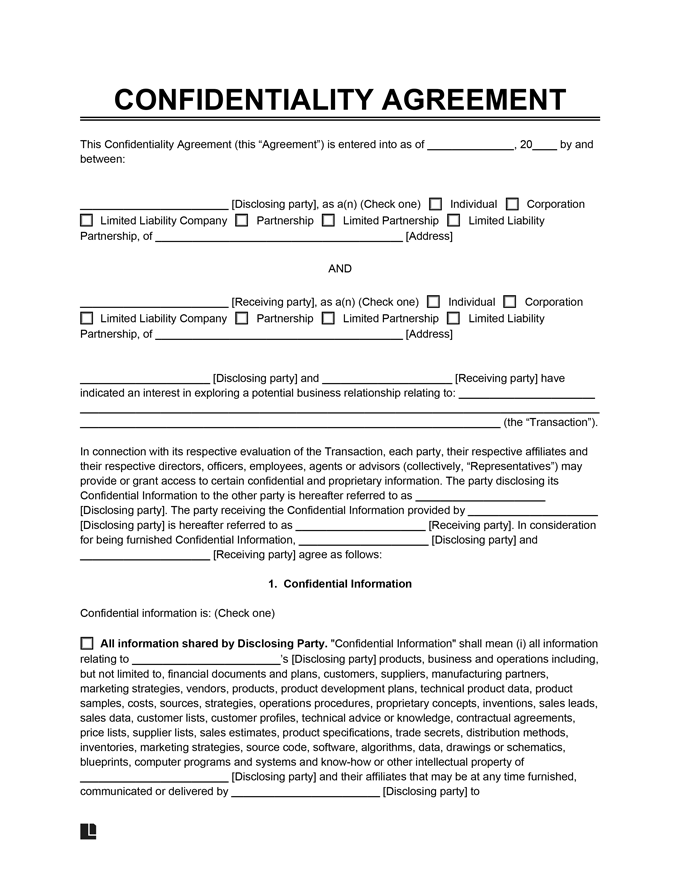 CONFIDENTIALITY AGREEMENT
This Confidentiality Agreement (this “Agreement”) is entered into as of ______________, 20____ by and
between:
________________________ [Disclosing party], as a(n) (Check one) ☐ Individual ☐ Corporation
☐ Limited Liability Company ☐ Partnership ☐ Limited Partnership ☐ Limited Liability
Partnership, of ________________________________________ [Address]
AND
________________________ [Receiving party], as a(n) (Check one) ☐ Individual ☐ Corporation
☐ Limited Liability Company ☐ Partnership ☐ Limited Partnership ☐ Limited Liability
Partnership, of ________________________________________ [Address]
_____________________ [Disclosing party] and _____________________ [Receiving party] have
indicated an interest in exploring a potential business relationship relating to: ______________________
____________________________________________________________________________________
____________________________________________________________________ (the “Transaction”).
In connection with its respective evaluation of the Transaction, each party, their respective affiliates and
their respective directors, officers, employees, agents or advisors (collectively, “Representatives”) may
provide or grant access to certain confidential and proprietary information. The party disclosing its
Confidential Information to the other party is hereafter referred to as _____________________
[Disclosing party]. The party receiving the Confidential Information provided by _____________________
[Disclosing party] is hereafter referred to as _____________________ [Receiving party]. In consideration
for being furnished Confidential Information, _____________________ [Disclosing party] and
_____________________ [Receiving party] agree as follows:
1. Confidential Information
Confidential information is: (Check one)
☐ All information shared by Disclosing Party. "Confidential Information" shall mean (i) all information
relating to ________________________'s [Disclosing party] products, business and operations including,
but not limited to, financial documents and plans, customers, suppliers, manufacturing partners,
marketing strategies, vendors, products, product development plans, technical product data, product
samples, costs, sources, strategies, operations procedures, proprietary concepts, inventions, sales leads,
sales data, customer lists, customer profiles, technical advice or knowledge, contractual agreements,
price lists, supplier lists, sales estimates, product specifications, trade secrets, distribution methods,
inventories, marketing strategies, source code, software, algorithms, data, drawings or schematics,
blueprints, computer programs and systems and know-how or other intellectual property of
________________________ [Disclosing party] and their affiliates that may be at any time furnished,
communicated or delivered by ________________________ [Disclosing party] to